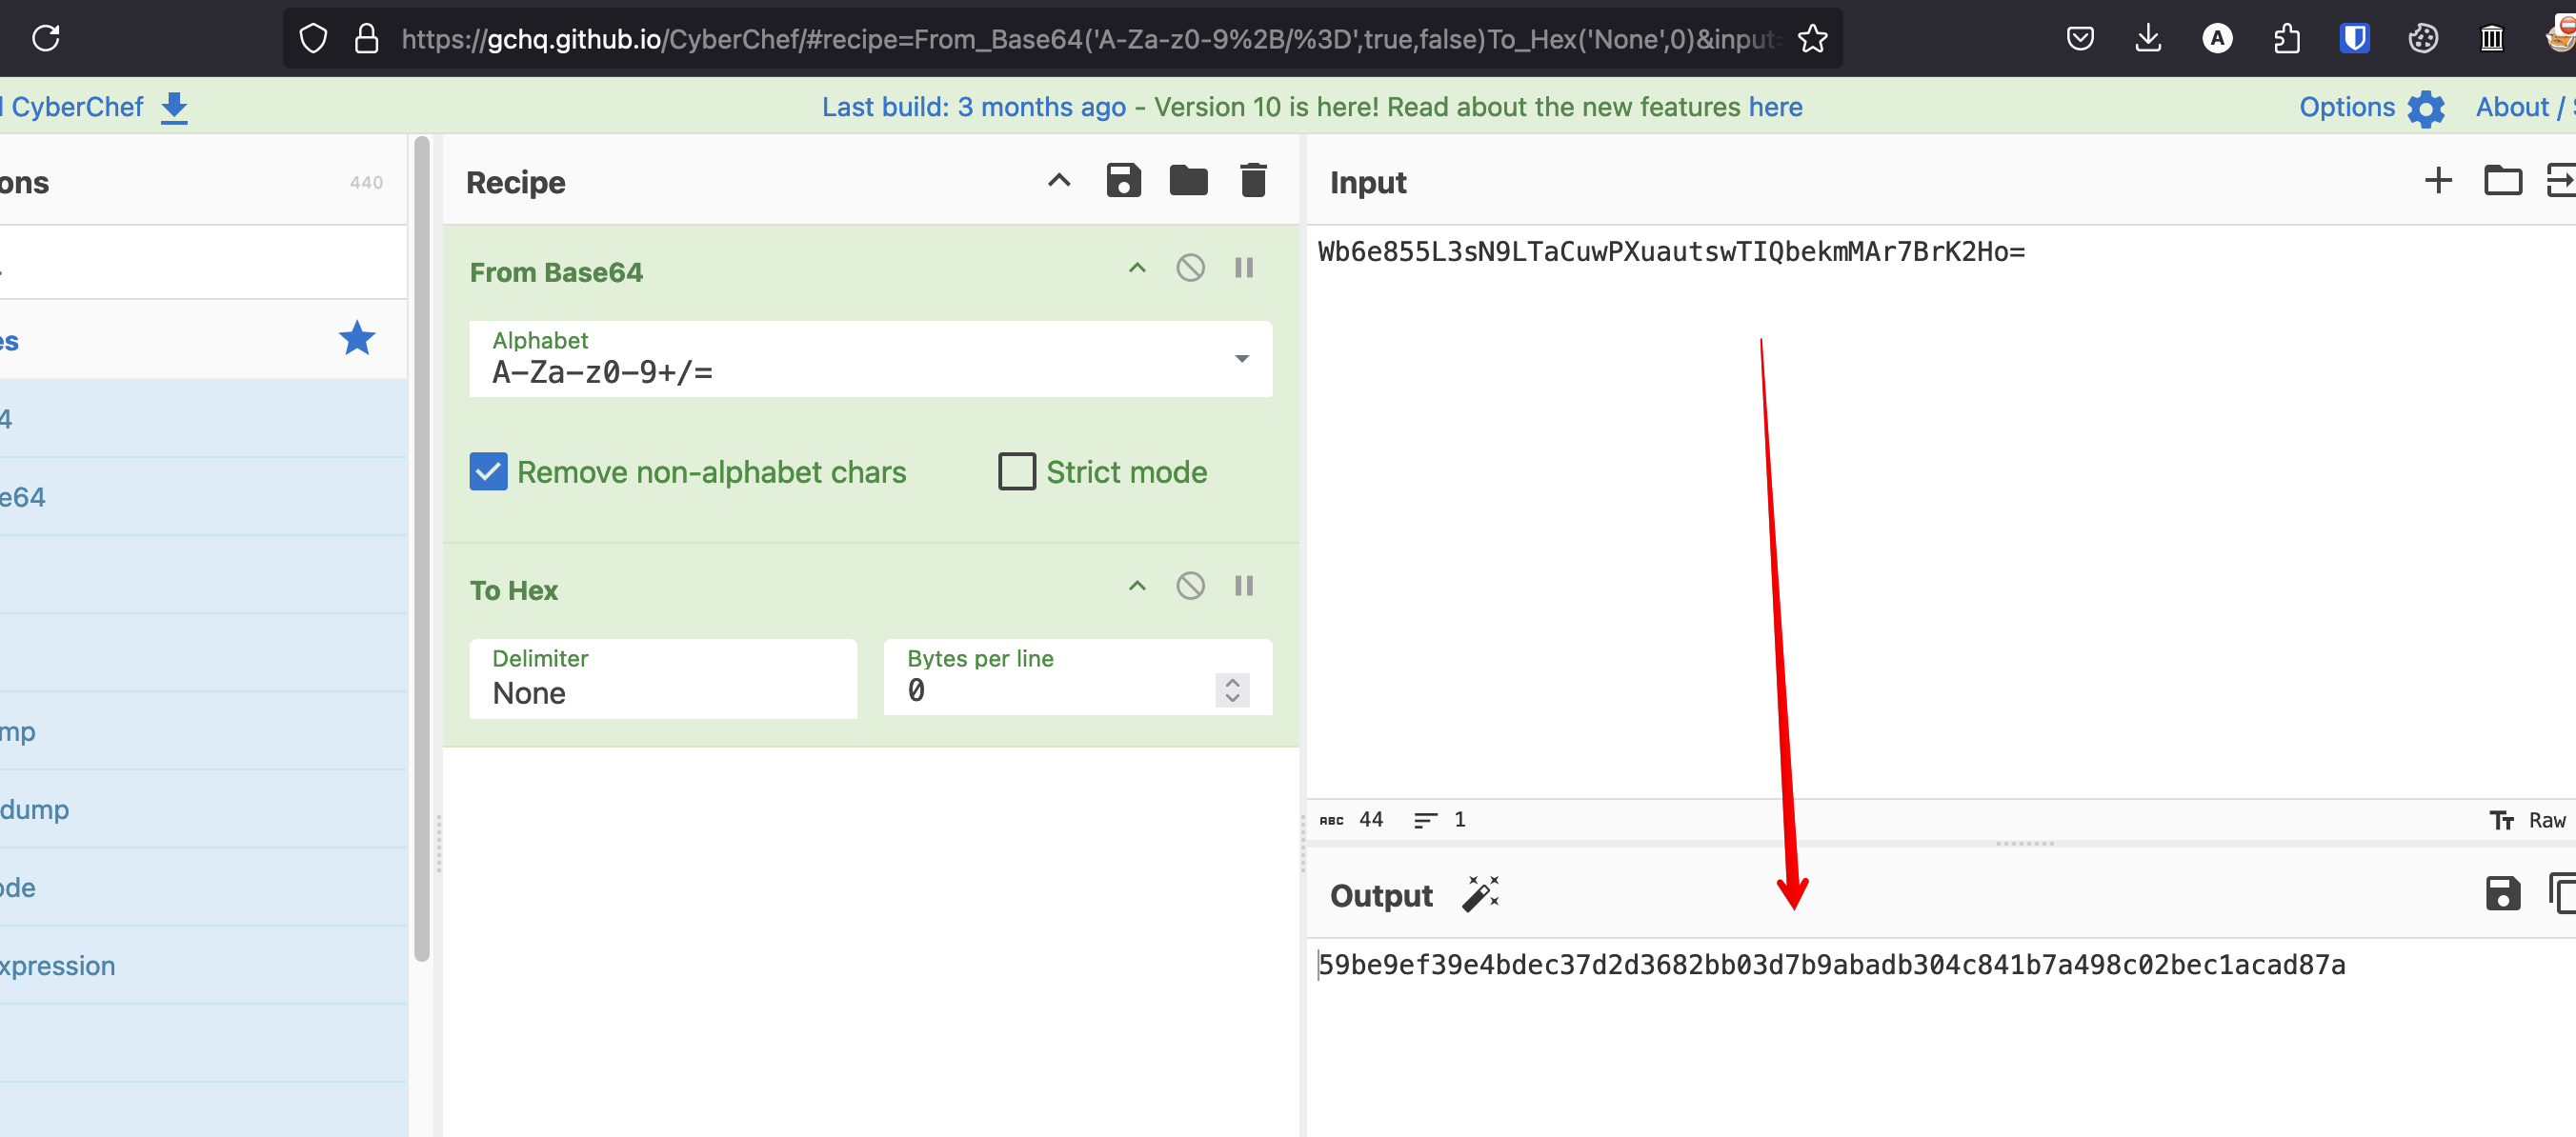 https://gchq.github.io/CyberChef/#recipe=From_Base64('A-Za-z0-9%2B/%3D',true,false)To_Hex('None',0)&input=
A
CyberChef
Last build: 3 months ago - Version 10 is here! Read about the new features here
Options
About /
ons
440
Recipe
Input
From Base64
Alphabet
A-Za-z0-9+/=
Remove non-alphabet chars
Strict mode
To Hex
Delimiter
None
Bytes per line
0
Wb6e855L3sN9LTaCuwPXuautswTIQbekmMAr7BrK2Ho=
es
4
e64
mp
dump
ode
xpression
ABC 44
1
Tr Raw
Output
59be9ef39e4bdec37d2d3682bb03d7b9abadb304c841b7a498c02bec1acad87a